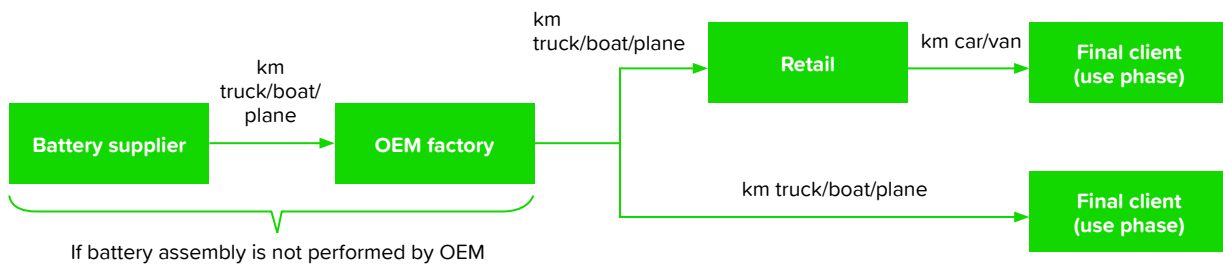 km
truck/boat/plane
km car/van
Retail
Final client
(use phase)
km
truck/boat/
plane
Battery supplier
OEM factory
km truck/boat/plane
Final client
(use phase)
If battery assembly is not performed by OEM